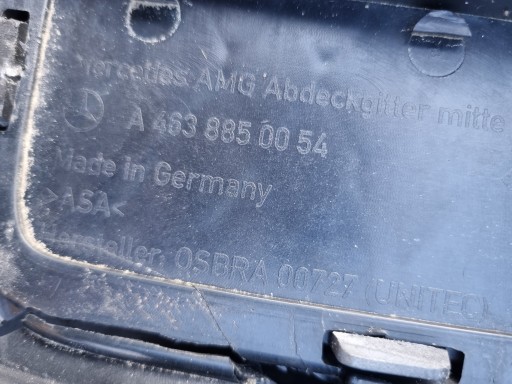 Mercedes AMG Abdeckgitter mitte
A 463 885 00 54
Made in Germany
>ASA<
Hersteller: OSBRA 00727 (UNITEC)